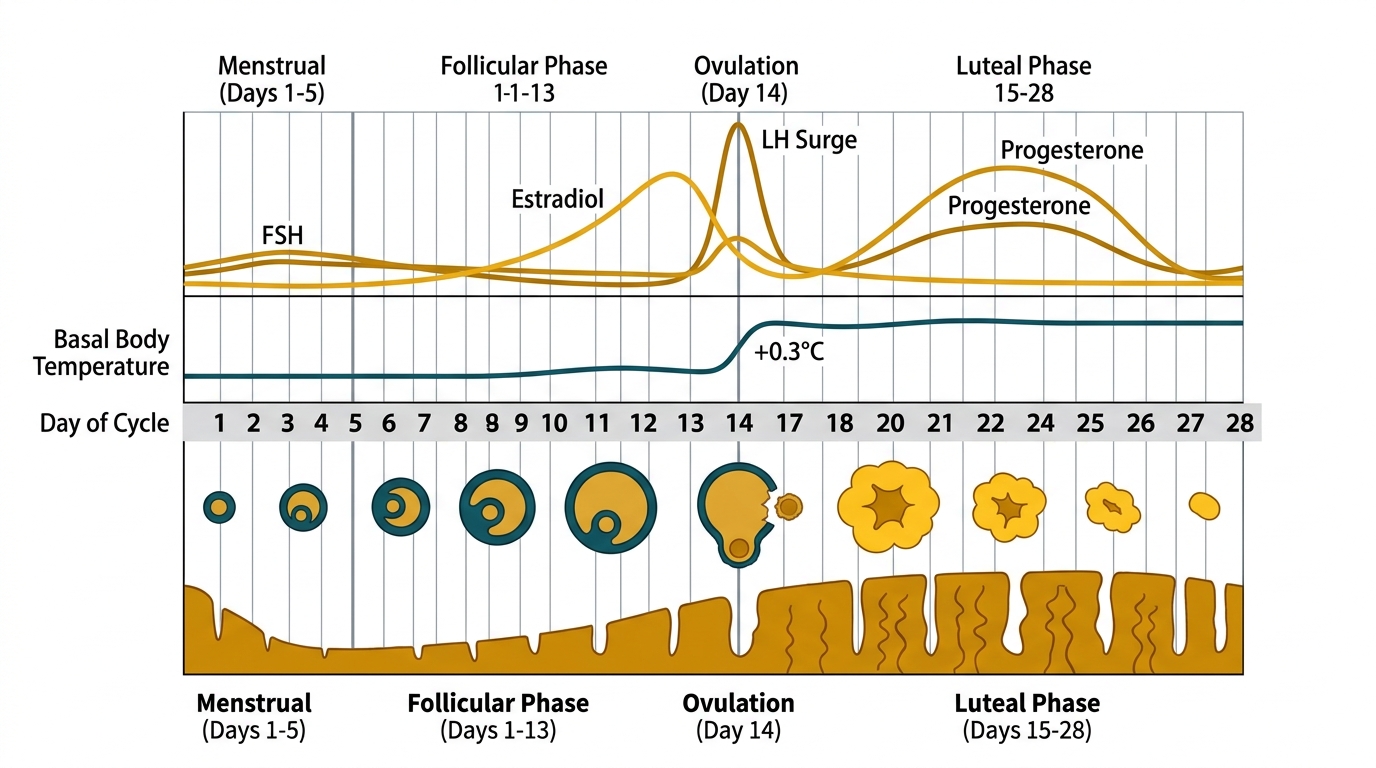 Menstrual
(Days 1-5)
Follicular Phase
1-1-13
Ovulation
(Day 14)
Luteal Phase
15-28
LH Surge
Progesterone
Estradiol
Progesterone
FSH
Basal Body
Temperature
+0.3°C
Day of Cycle 1 2 3 4 5 6 7 8 9 10 11 12 13 14 17 18 20 21 22 24 25 26 27 28
Menstrual
(Days 1-5)
Follicular Phase
(Days 1-13)
Ovulation
(Day 14)
Luteal Phase
(Days 15-28)